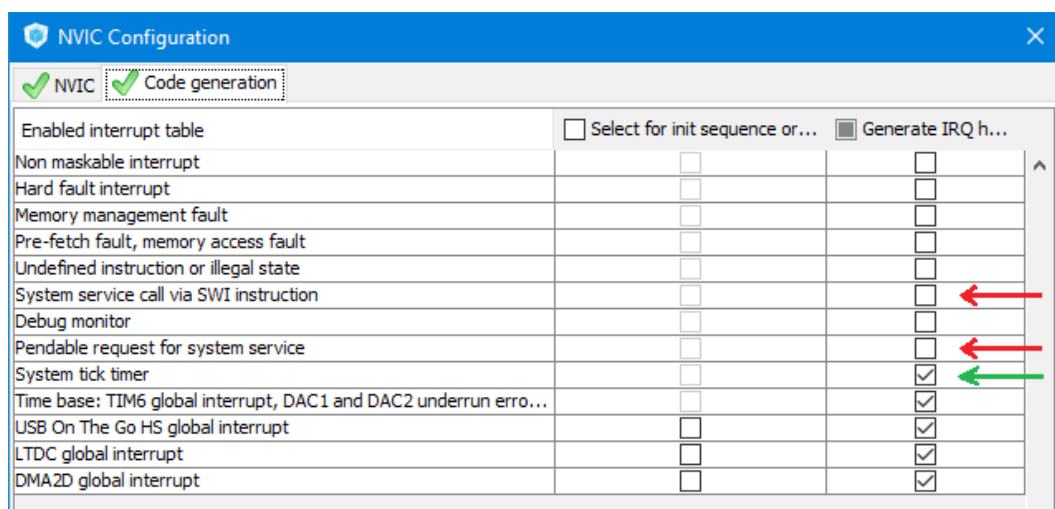 NVIC Configuration
NVIC Code generation
Enabled interrupt table Select for init sequence or... Generate IRQ h...
Non maskable interrupt
Hard fault interrupt
Memory management fault
Pre-fetch fault, memory access fault
Undefined instruction or illegal state
System service call via SWI instruction
Debug monitor
Pendable request for system service
System tick timer
Time base: TIM6 global interrupt, DAC1 and DAC2 underrun erro...
USB On The Go HS global interrupt
LTDC global interrupt
DMA2D global interrupt